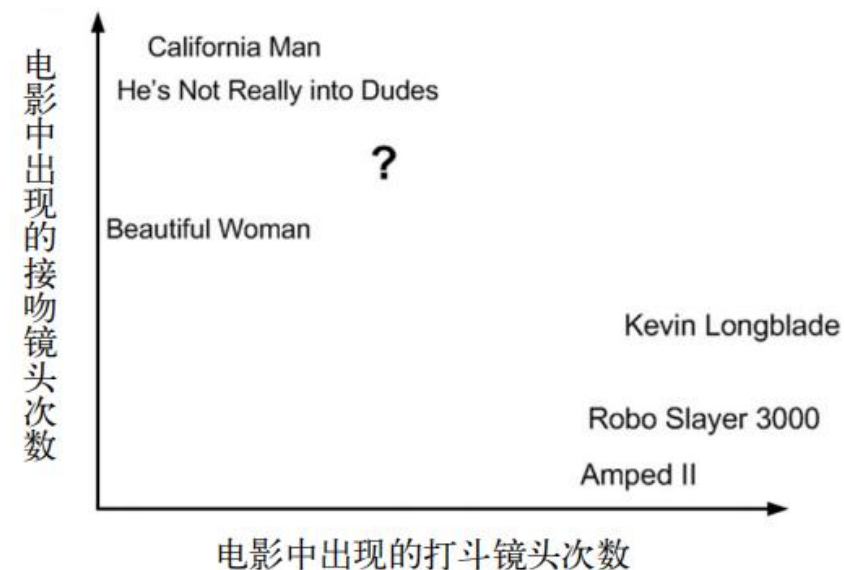 电影中出现的接吻镜头次数
California Man
He's Not Really into Dudes
?
Beautiful Woman
Kevin Longblade
Robo Slayer 3000
Amped II
电影中出现的打斗镜头次数